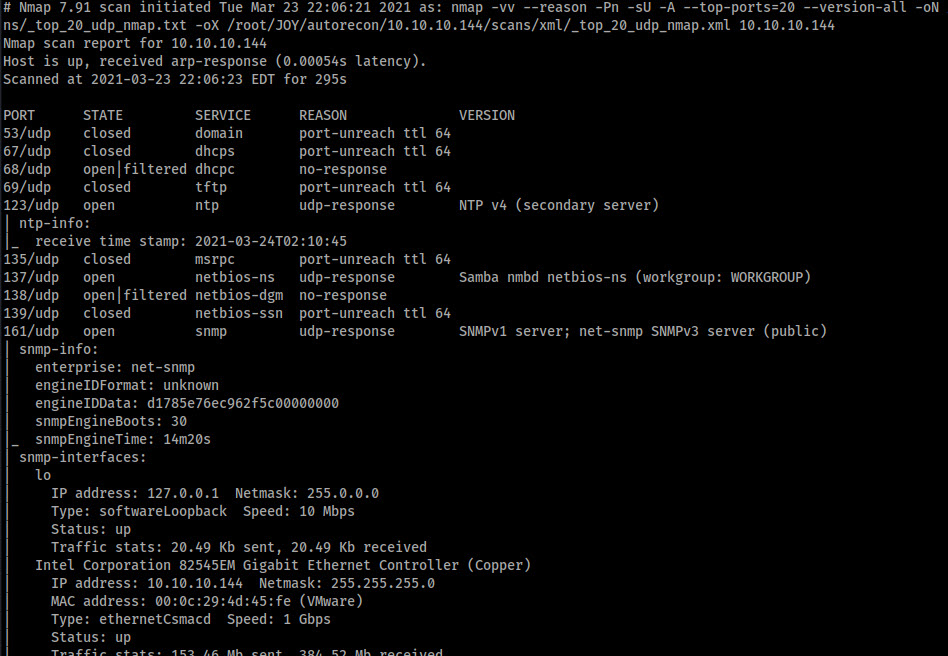 # Nmap 7.91 scan initiated Tue Mar 23 22:06:21 2021 as: nmap -vv --reason -Pn -sU -A --top-ports=20 --version-all -oN
ns/_top_20_udp_nmap.txt -oX /root/JOY/autorecon/10.10.10.144/scans/xml/_top_20_udp_nmap.xml 10.10.10.144
Nmap scan report for 10.10.10.144
Host is up, received arp-response (0.00054s latency).
Scanned at 2021-03-23 22:06:23 EDT for 295s
PORT      STATE         SERVICE      REASON              VERSION
53/udp    closed        domain       port-unreach ttl 64
67/udp    closed        dhcps        port-unreach ttl 64
68/udp    open|filtered dhcpc        no-response
69/udp    closed        tftp         port-unreach ttl 64
123/udp   open          ntp          udp-response        NTP v4 (secondary server)
| ntp-info:
|_  receive time stamp: 2021-03-24T02:10:45
135/udp   closed        msrpc        port-unreach ttl 64
137/udp   open          netbios-ns   udp-response        Samba nmbd netbios-ns (workgroup: WORKGROUP)
138/udp   open|filtered netbios-dgm  no-response
139/udp   closed        netbios-ssn  port-unreach ttl 64
161/udp   open          snmp         udp-response        SNMPv1 server; net-snmp SNMPv3 server (public)
| snmp-info:
|   enterprise: net-snmp
|   engineIDFormat: unknown
|   engineIDData: d1785e76ec962f5c00000000
|   snmpEngineBoots: 30
|_  snmpEngineTime: 14m20s
| snmp-interfaces:
|   lo
|     IP address: 127.0.0.1  Netmask: 255.0.0.0
|     Type: softwareLoopback  Speed: 10 Mbps
|     Status: up
|     Traffic stats: 20.49 Kb sent, 20.49 Kb received
|   Intel Corporation 82545EM Gigabit Ethernet Controller (Copper)
|     IP address: 10.10.10.144  Netmask: 255.255.255.0
|     MAC address: 00:0c:29:4d:45:fe (VMware)
|     Type: ethernetCsmacd  Speed: 1 Gbps
|     Status: up
|     Traffic stats: 153.46 Mb sent, 384.52 Mb received